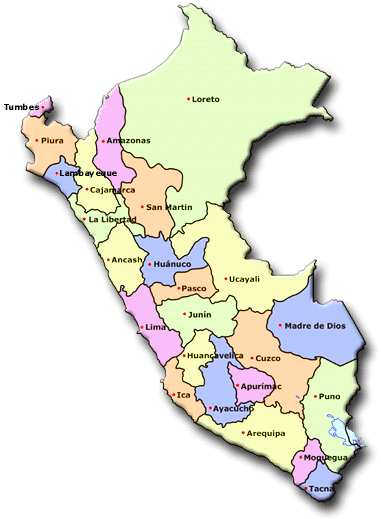 Loreto
Tumbes
Piura
Amazonas
Lambayeque
Cajamarca
San Martín
La Libertad
Ancash
Huánuco
Ucayali
Pasco
Junín
Lima
Madre de Dios
Huancavelica
Cuzco
Apurímac
Ica
Puno
Ayacucho
Arequipa
Moquegua
Tacna